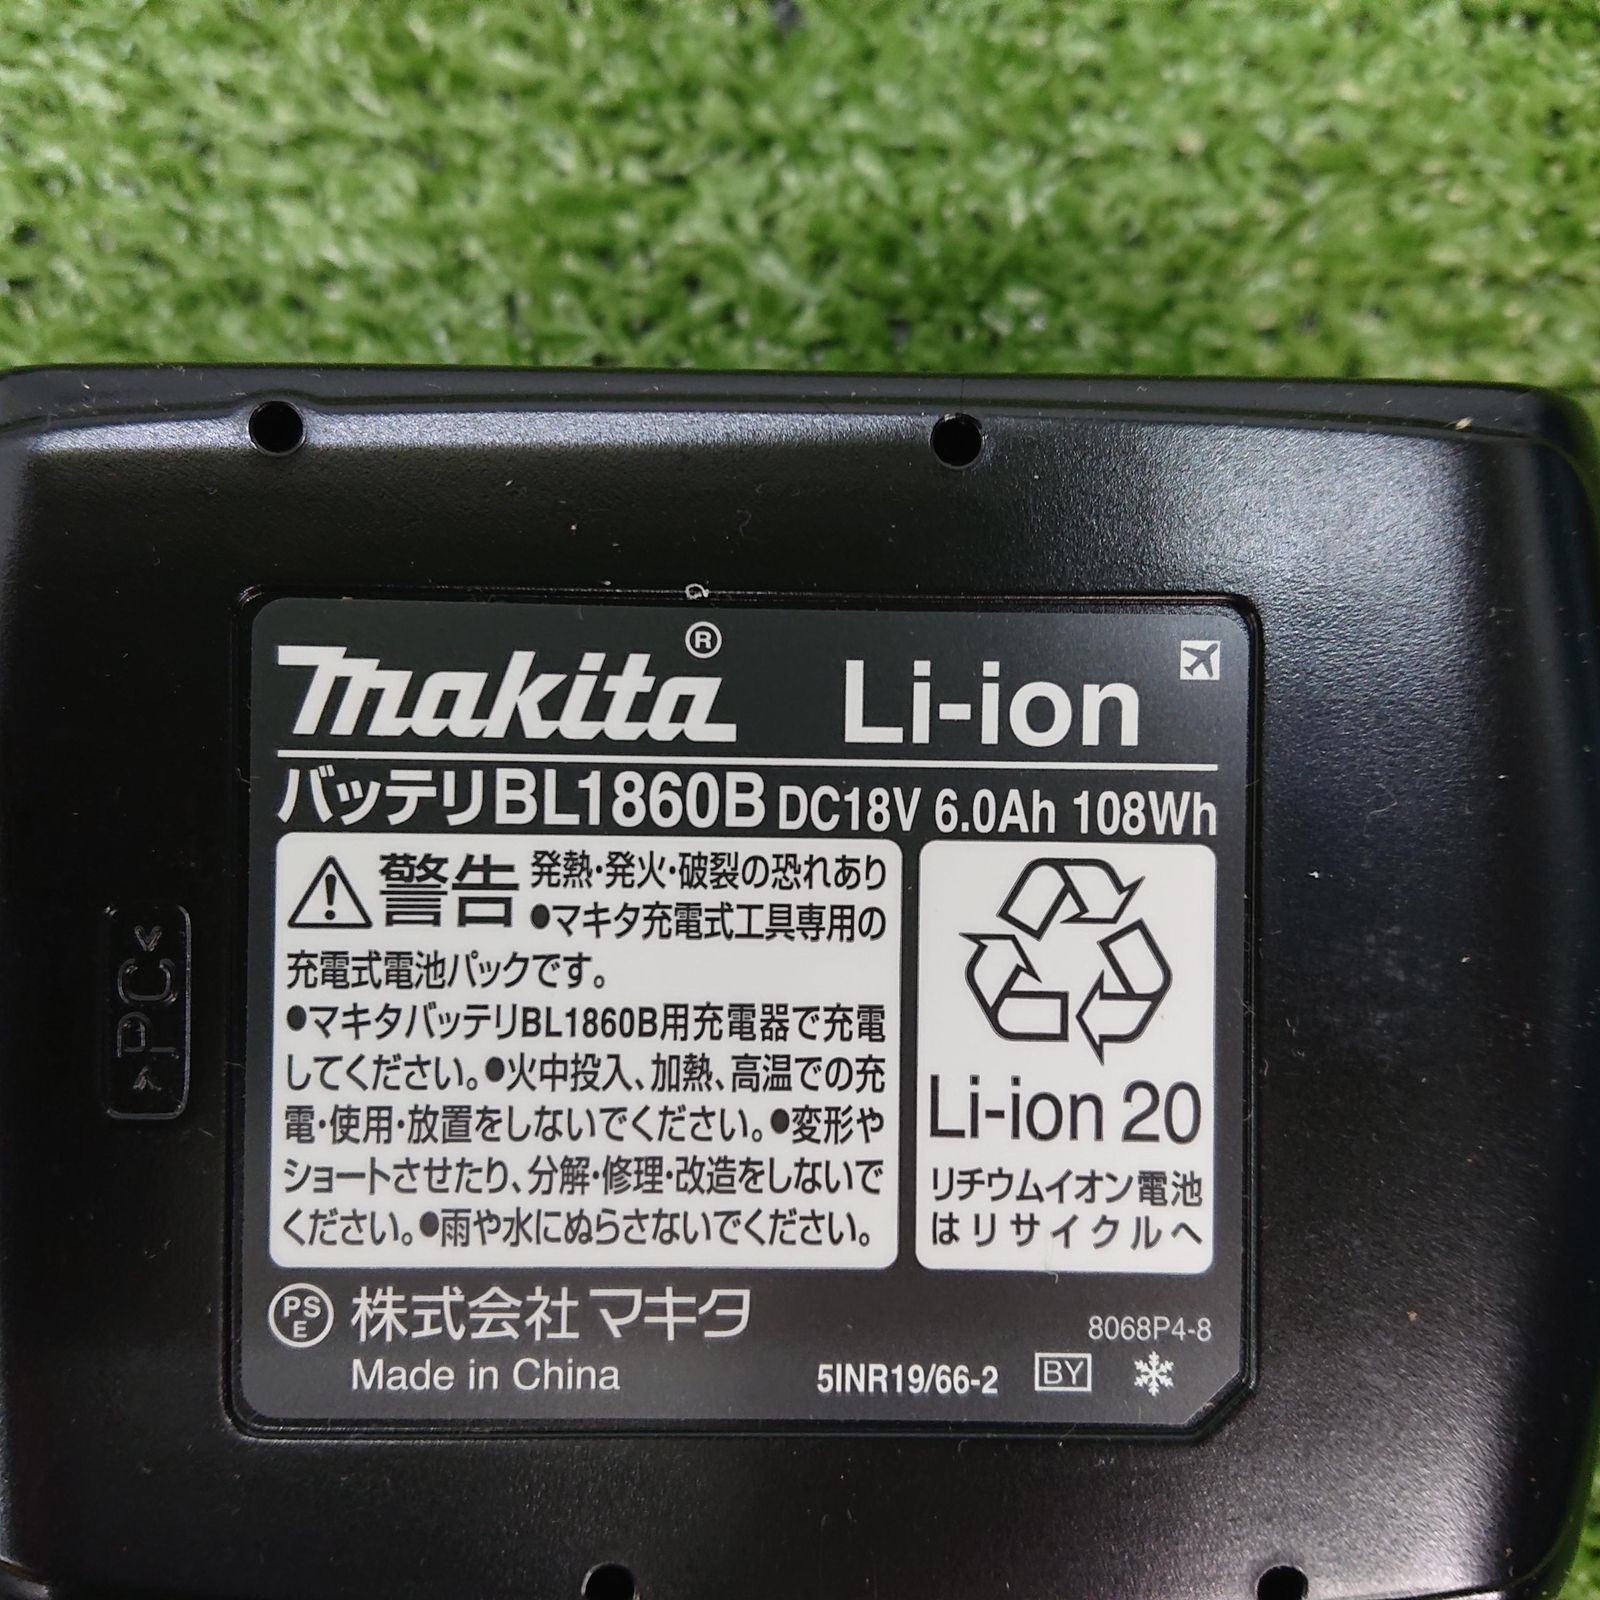 makita® Li-ion
バッテリBL1860B DC18V 6.0Ah 108Wh
警告 発熱・発火・破裂の恐れあり
●マキタ充電式工具専用の
充電式電池パックです。
●マキタバッテリBL1860B用充電器で充電
してください。●火中投入、加熱、高温での充
電・使用・放置をしないでください。●変形や
ショートさせたり、分解・修理・改造をしないで
ください。●雨や水にぬらさないでください。
Li-ion 20
リチウムイオン電池
はリサイクルへ
PSE 株式会社マキタ
8068P4-8
Made in China
5INR19/66-2 BY
>PC<